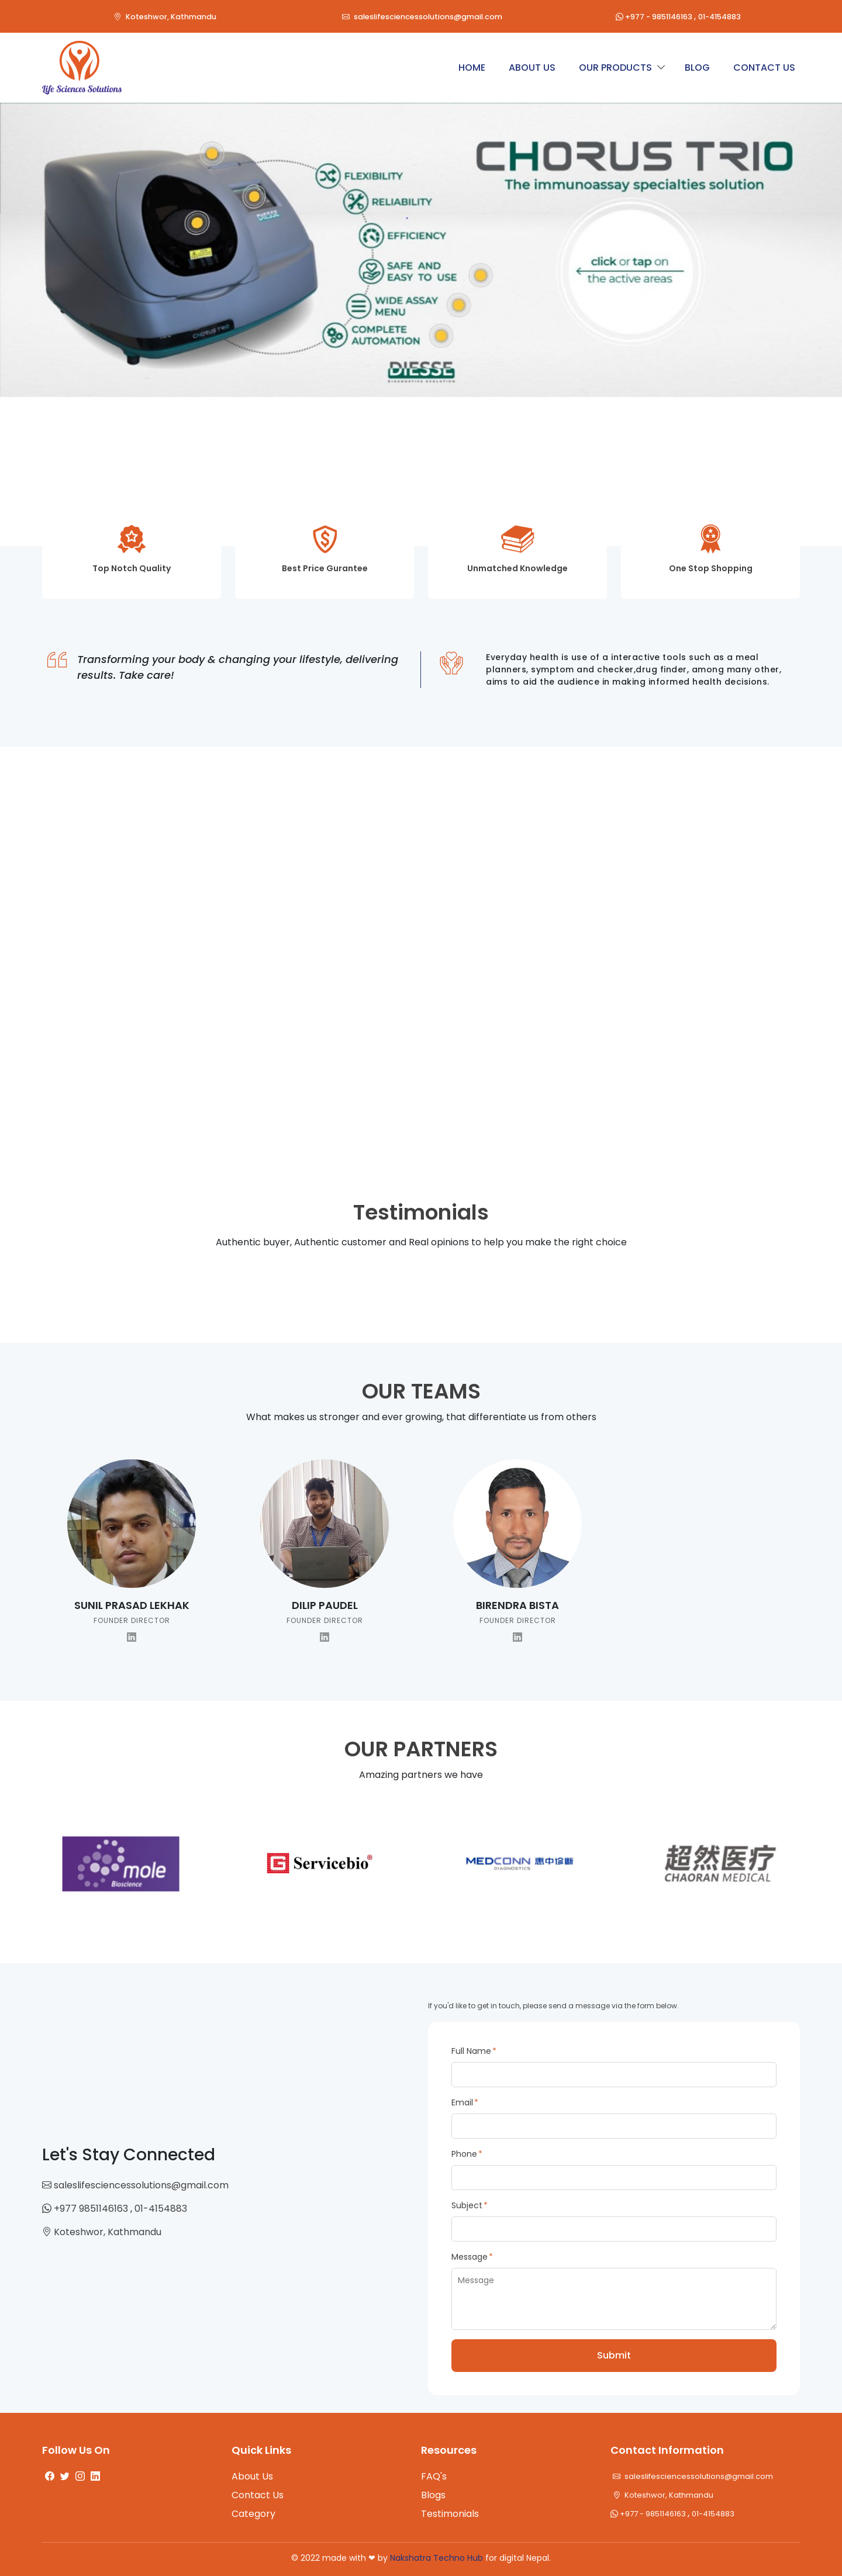 Koteshwor, Kathmandu
saleslifesciencessolutions@gmail.com
+977 - 9851146163 , 01-4154883
Life Sciences Solutions
HOME
ABOUT US
OUR PRODUCTS
BLOG
CONTACT US
CHORUS TRIO
The immunoassay specialties solution
FLEXIBILITY
RELIABILITY
EFFICIENCY
SAFE AND
EASY TO USE
WIDE ASSAY
MENU
COMPLETE
AUTOMATION
click or tap on
the active areas
DIESSE
CHORUS TRIO
DIESSE
DIAGNOSTICS EVOLUTION
Top Notch Quality
Best Price Gurantee
Unmatched Knowledge
One Stop Shopping
Transforming your body & changing your lifestyle, delivering
results. Take care!
Everyday health is use of a interactive tools such as a meal
planners, symptom and checker,drug finder, among many other,
aims to aid the audience in making informed health decisions.
Testimonials
Authentic buyer, Authentic customer and Real opinions to help you make the right choice
OUR TEAMS
What makes us stronger and ever growing, that differentiate us from others
SUNIL PRASAD LEKHAK
FOUNDER DIRECTOR
DILIP PAUDEL
FOUNDER DIRECTOR
BIRENDRA BISTA
FOUNDER DIRECTOR
OUR PARTNERS
Amazing partners we have
mole
Bioscience
G Servicebio®
MEDCONN 惠中诊断
DIAGNOSTICS
超然医疗
CHAORAN MEDICAL
If you'd like to get in touch, please send a message via the form below.
Full Name *
Email *
Phone *
Subject *
Message *
Message
Submit
Let's Stay Connected
saleslifesciencessolutions@gmail.com
+977 9851146163 , 01-4154883
Koteshwor, Kathmandu
Follow Us On
Quick Links
About Us
Contact Us
Category
Resources
FAQ's
Blogs
Testimonials
Contact Information
saleslifesciencessolutions@gmail.com
Koteshwor, Kathmandu
+977 - 9851146163 , 01-4154883
© 2022 made with ❤ by Nakshatra Techno Hub for digital Nepal.